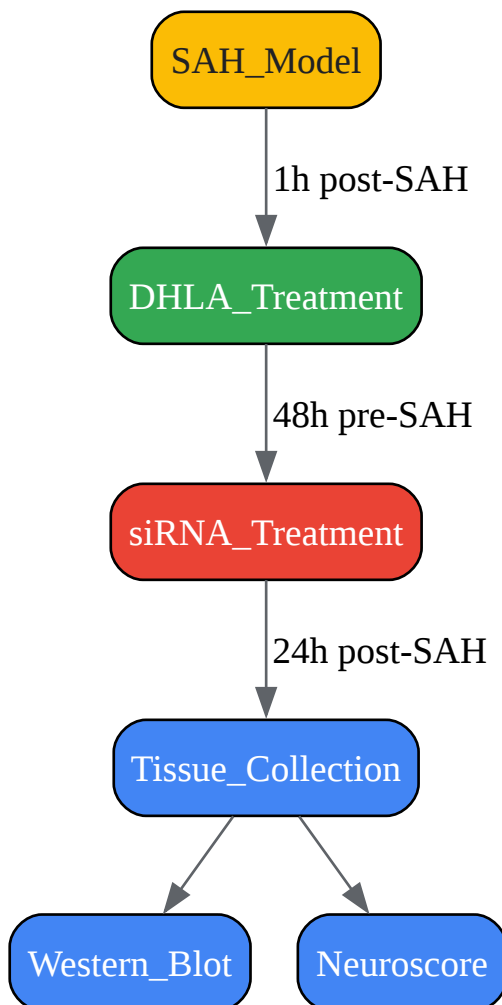 SAH_Model
1h post-SAH
DHLA_Treatment
48h pre-SAH
siRNA_Treatment
24h post-SAH
Tissue_Collection
Western_Blot
Neuroscore